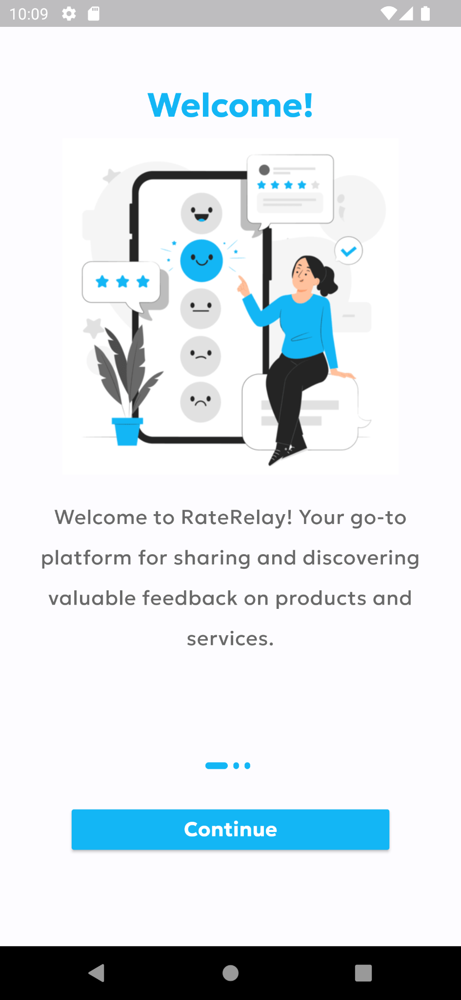 10:09
Welcome!
Welcome to RateRelay! Your go-to
platform for sharing and discovering
valuable feedback on products and
services.
Continue